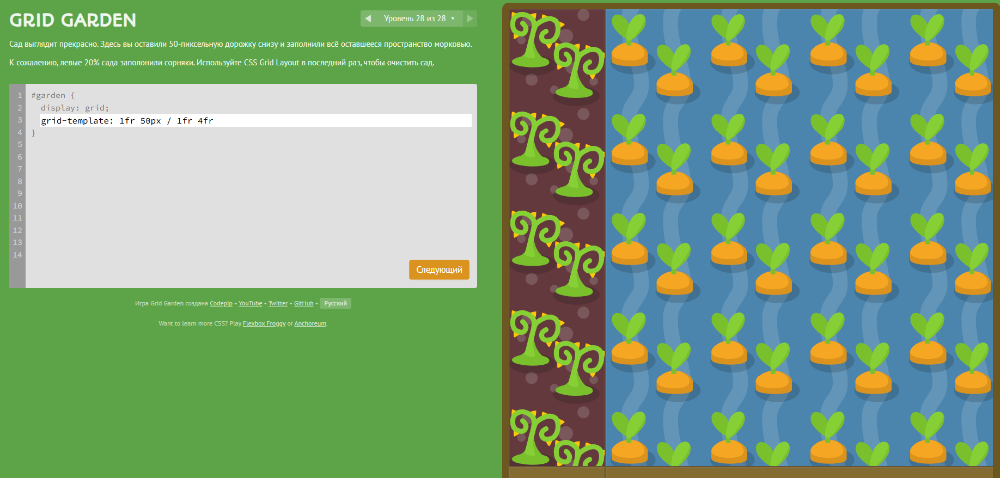 GRID GARDEN
◀ Уровень 28 из 28 ▾ ▶
Сад выглядит прекрасно. Здесь вы оставили 50-пиксельную дорожку снизу и заполнили всё оставшееся пространство морковью.
К сожалению, левые 20% сада заполонили сорняки. Используйте CSS Grid Layout в последний раз, чтобы очистить сад.
1 #garden {
2 display: grid;
3 grid-template: 1fr 50px / 1fr 4fr
4 }
5
6
7
8
9
10
11
12
13
14
Следующий
Игра Grid Garden создана Codepip • YouTube • Twitter • GitHub • Русский
Want to learn more CSS? Play Flexbox Froggy or Anchoreum.